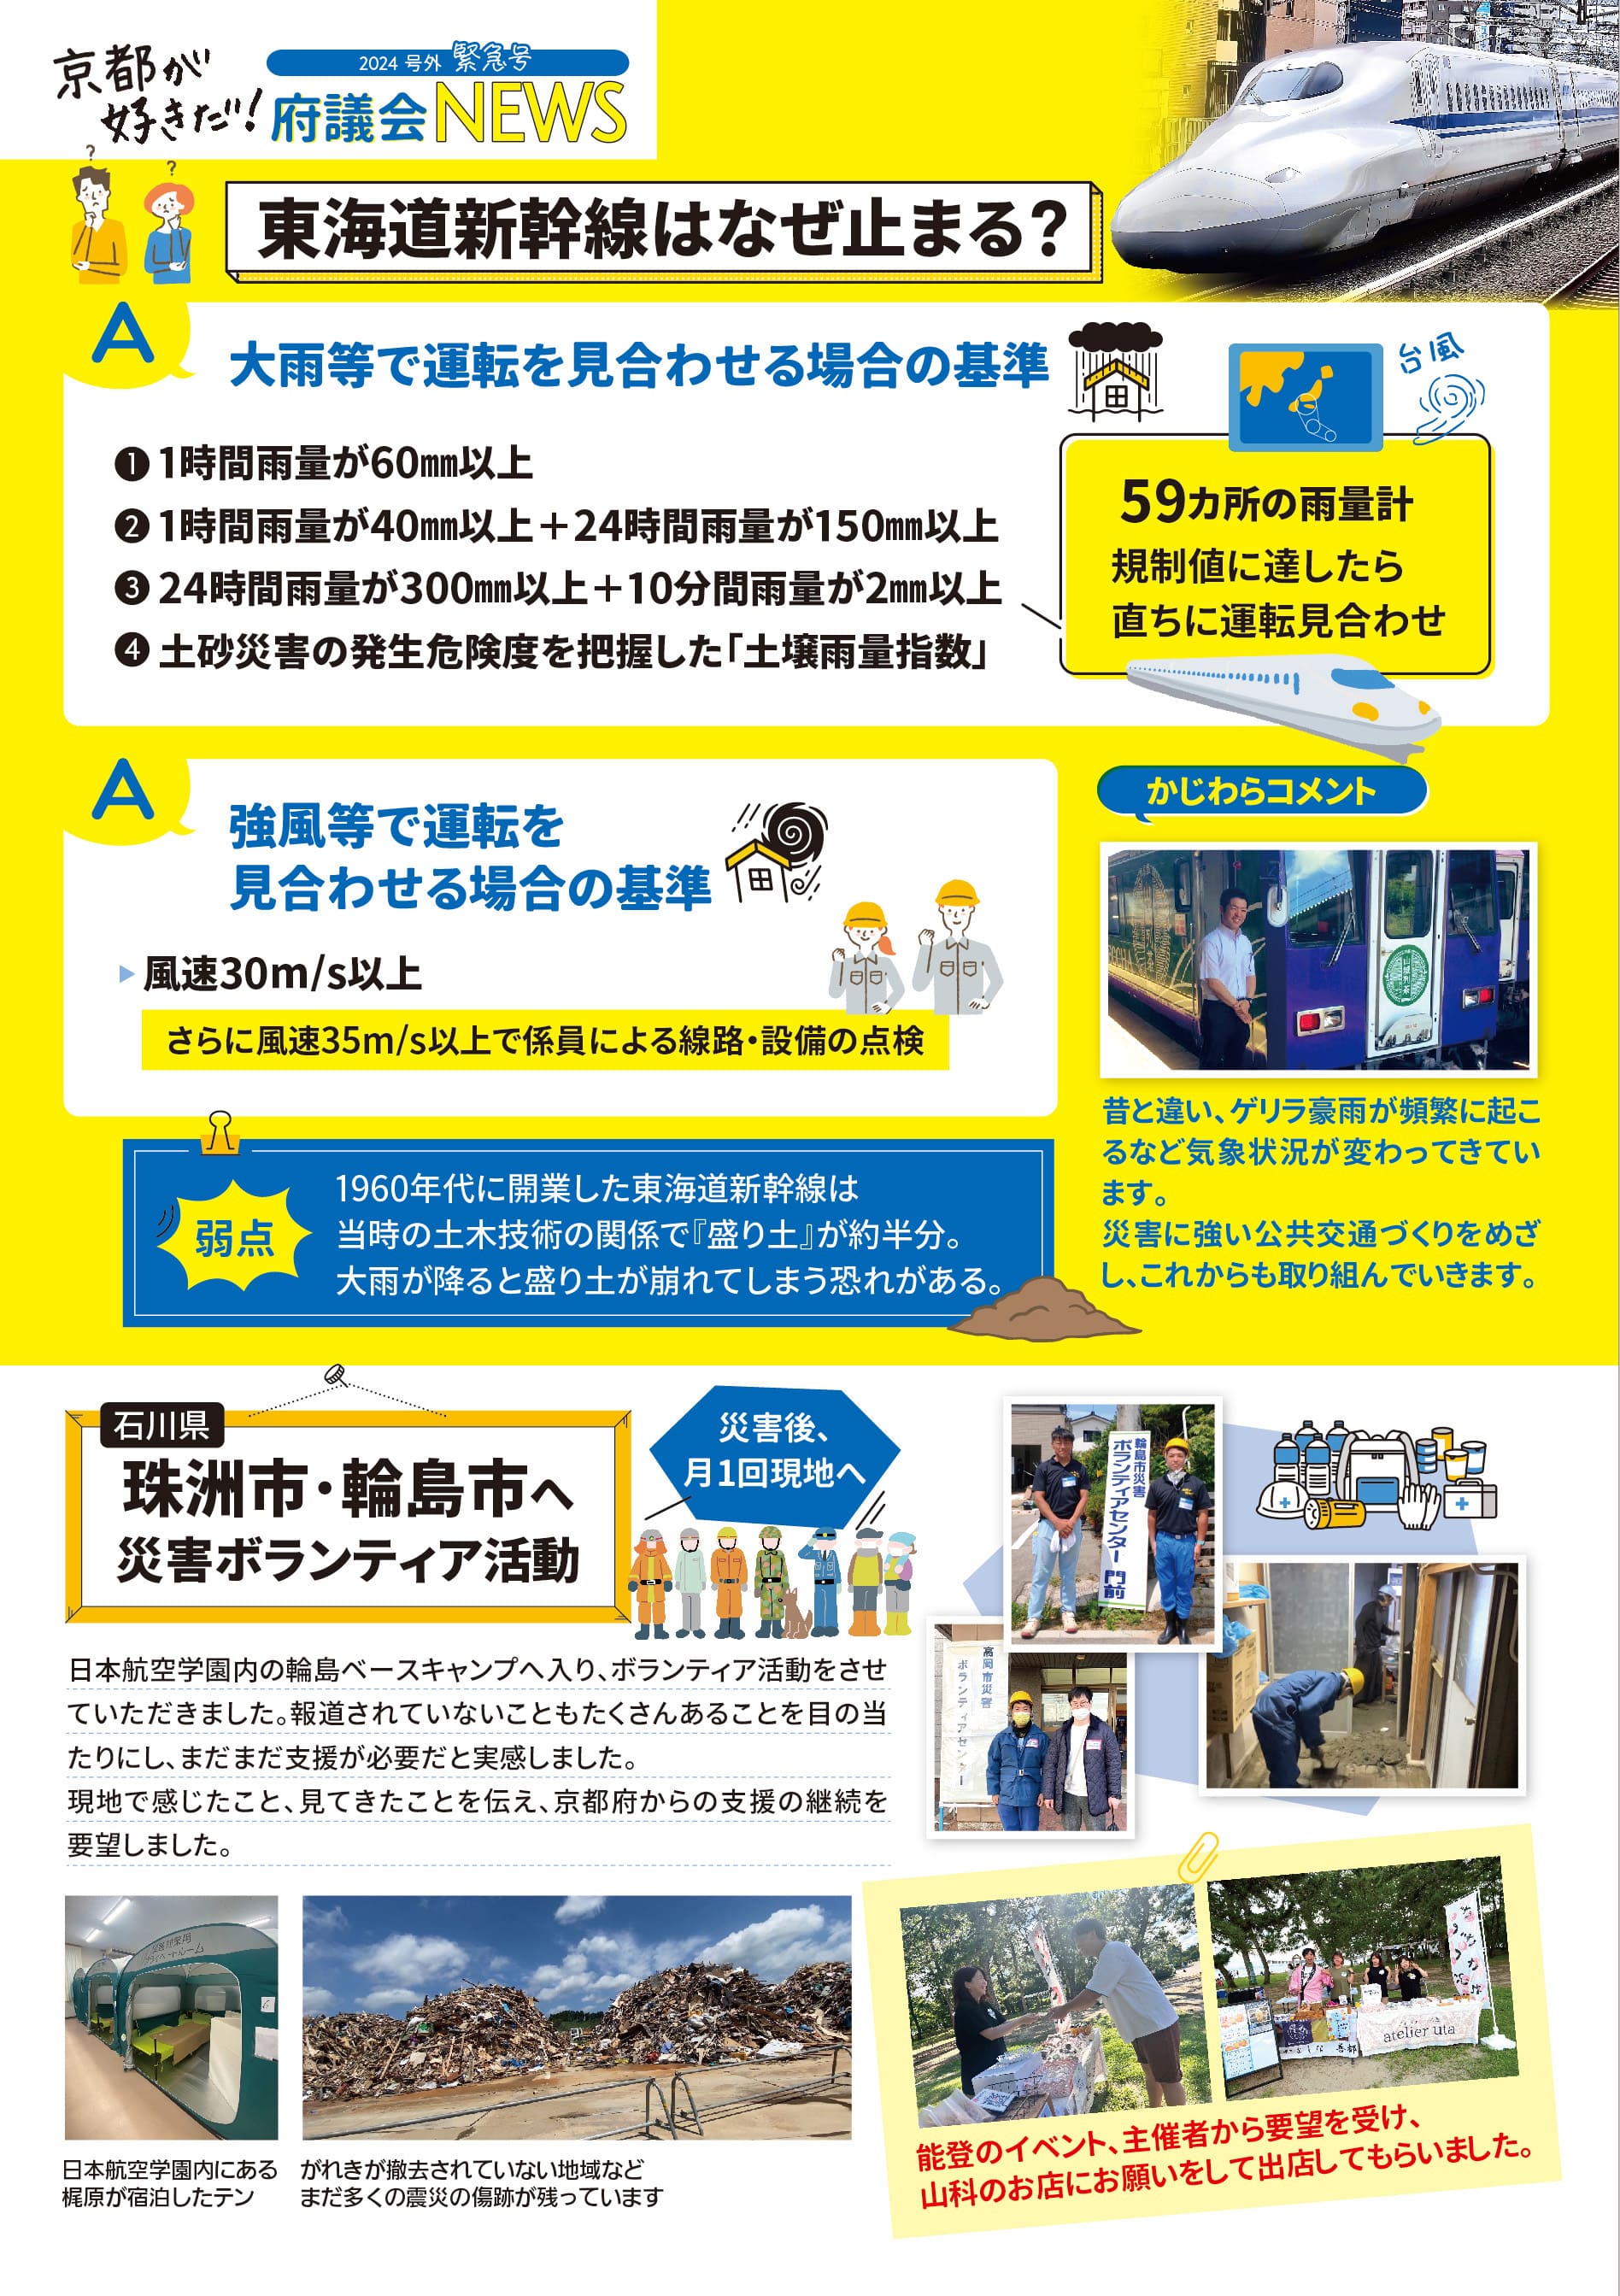 京都が
好きだ!
2024 号外 緊急号
府議会NEWS
?
?
東海道新幹線はなぜ止まる?
A
大雨等で運転を見合わせる場合の基準
台風
❶1時間雨量が60㎜以上
❷1時間雨量が40㎜以上＋24時間雨量が150㎜以上
❸24時間雨量が300㎜以上＋10分間雨量が2㎜以上
❹土砂災害の発生危険度を把握した「土壌雨量指数」
59カ所の雨量計
規制値に達したら
直ちに運転見合わせ
A
強風等で運転を
見合わせる場合の基準
風速30m/s以上
さらに風速35m/s以上で係員による線路・設備の点検
弱点
1960年代に開業した東海道新幹線は
当時の土木技術の関係で『盛り土』が約半分。
大雨が降ると盛り土が崩れてしまう恐れがある。
かじわらコメント
昔と違い、ゲリラ豪雨が頻繁に起こ
るなど気象状況が変わってきてい
ます。
災害に強い公共交通づくりをめざ
し、これからも取り組んでいきます。
石川県
珠洲市・輪島市へ
災害ボランティア活動
災害後、
月1回現地へ
輪島市災害
ボランティアセンター 門前
高岡市災害
ボランティアセンター
日本航空学園内の輪島ベースキャンプへ入り、ボランティア活動をさせ
ていただきました。報道されていないこともたくさんあることを目の当
たりにし、まだまだ支援が必要だと実感しました。
現地で感じたこと、見てきたことを伝え、京都府からの支援の継続を
要望しました。
日本航空学園内にある
梶原が宿泊したテン
がれきが撤去されていない地域など
まだ多くの震災の傷跡が残っています
atelier uta
能登のイベント、主催者から要望を受け、
山科のお店にお願いをして出店してもらいました。